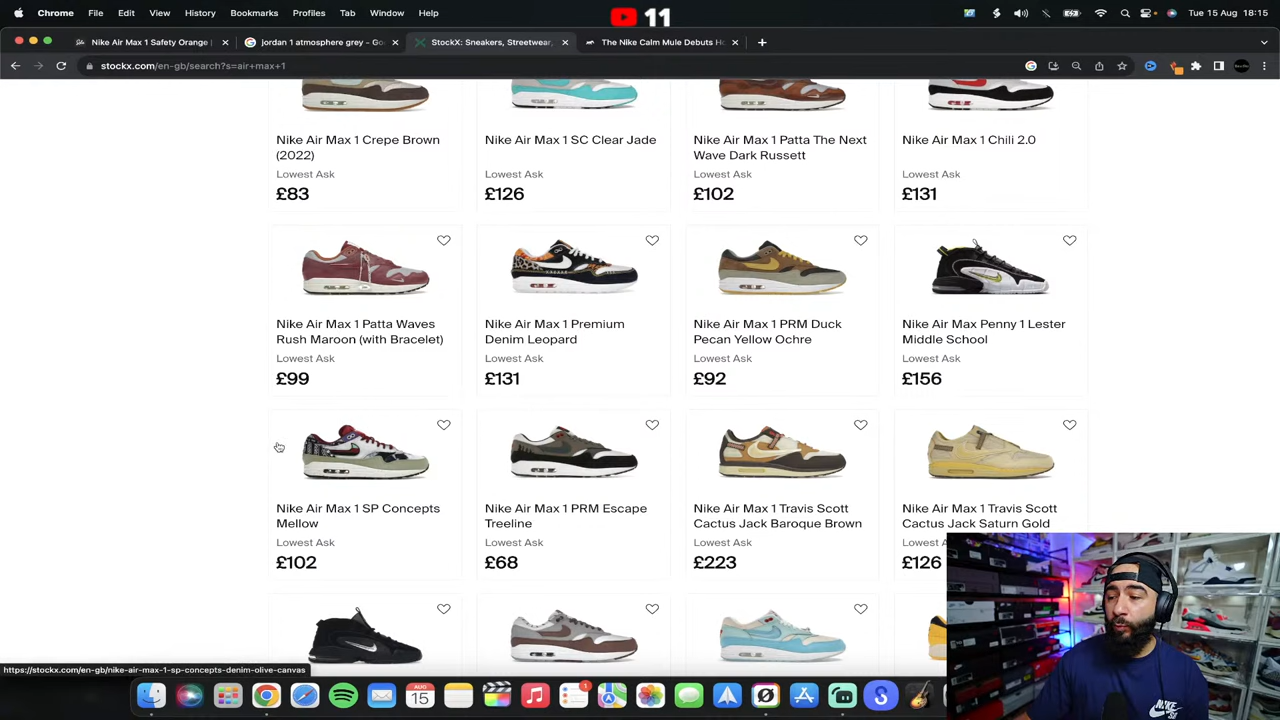 Chrome File Edit View History Bookmarks Profiles Tab Window Help
11
Tue 15 Aug 18:15
Nike Air Max 1 Safety Orange
jordan 1 atmosphere grey – Go
StockX: Sneakers, Streetwear,
The Nike Calm Mule Debuts H
stockx.com/en-gb/search?s=air+max+1
Nike Air Max 1 Crepe Brown
(2022)
Lowest Ask
£83
Nike Air Max 1 SC Clear Jade
Lowest Ask
£126
Nike Air Max 1 Patta The Next
Wave Dark Russett
Lowest Ask
£102
Nike Air Max 1 Chili 2.0
Lowest Ask
£131
Nike Air Max 1 Patta Waves
Rush Maroon (with Bracelet)
Lowest Ask
£99
Nike Air Max 1 Premium
Denim Leopard
Lowest Ask
£131
Nike Air Max 1 PRM Duck
Pecan Yellow Ochre
Lowest Ask
£92
Nike Air Max Penny 1 Lester
Middle School
Lowest Ask
£156
Nike Air Max 1 SP Concepts
Mellow
Lowest Ask
£102
Nike Air Max 1 PRM Escape
Treeline
Lowest Ask
£68
Nike Air Max 1 Travis Scott
Cactus Jack Baroque Brown
Lowest Ask
£223
Nike Air Max 1 Travis Scott
Cactus Jack Saturn Gold
Lowest
£126
https://stockx.com/en-gb/nike-air-max-1-sp-concepts-denim-olive-canvas
AUG
15
1
NIKE